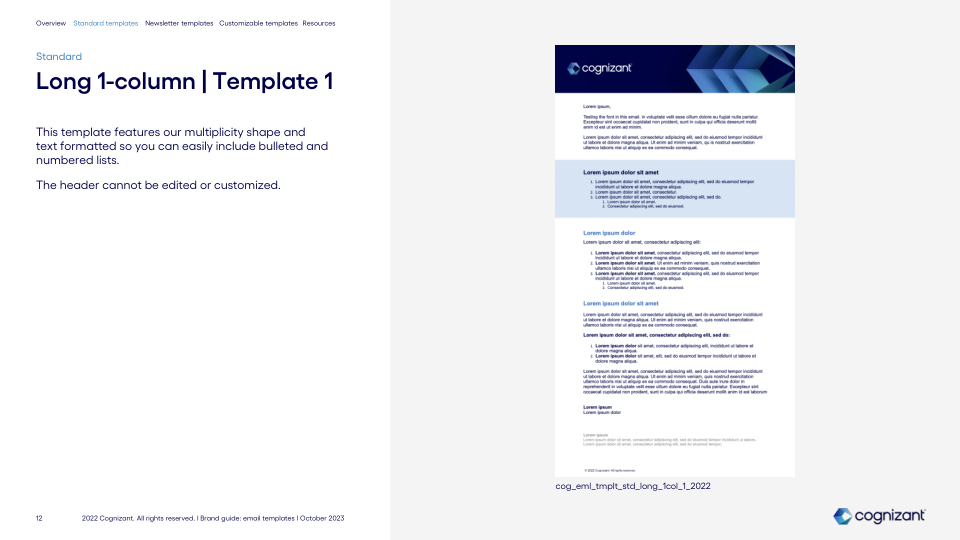 Overview Standard templates Newsletter templates Customizable templates Resources
Standard
Long 1-column | Template 1
This template features our multiplicity shape and
text formatted so you can easily include bulleted and
numbered lists.
The header cannot be edited or customized.
cognizant
Lorem ipsum,
Testing the font in this email. In voluptate velit esse cillum dolore eu fugiat nulla pariatur.
Excepteur sint occaecat cupidatat non proident, sunt in culpa qui officia deserunt mollit
anim id est ut anim id minim.
Lorem ipsum dolor sit amet, consectetur adipiscing elit, sed do eiusmod tempor incididunt
ut labore et dolore magna aliqua. Ut enim ad minim veniam, qu is nostrud exercitation
ullamco laboris nisi ut aliquip ex ea commodo consequat.
Lorem ipsum dolor sit amet
1. Lorem ipsum dolor sit amet, consectetur adipiscing elit, sed do eiusmod tempor
incididunt ut labore et dolore magna aliqua.
2. Lorem ipsum dolor sit amet, consectetur.
3. Lorem ipsum dolor sit amet, consectetur adipiscing elit, sed do.
1. Lorem ipsum dolor sit amet.
2. Consectetur adipiscing elit, sed do eiusmod.
Lorem ipsum dolor
Lorem ipsum dolor sit amet, consectetur adipiscing elit:
1. Lorem ipsum dolor sit amet, consectetur adipiscing elit, sed do eiusmod tempor
incididunt ut labore et dolore magna aliqua.
2. Lorem ipsum dolor sit amet. Ut enim ad minim veniam, quis nostrud exercitation
ullamco laboris nisi ut aliquip ex ea commodo consequat.
3. Lorem ipsum dolor sit amet, consectetur adipiscing elit, sed do eiusmod tempor
incididunt ut labore et dolore magna aliqua.
1. Lorem ipsum dolor sit amet.
2. Consectetur adipiscing elit, sed do eiusmod.
Lorem ipsum dolor sit amet
Lorem ipsum dolor sit amet, consectetur adipiscing elit, sed do eiusmod tempor incididunt
ut labore et dolore magna aliqua. Ut enim ad minim veniam, quis nostrud exercitation
ullamco laboris nisi ut aliquip ex ea commodo consequat.
Lorem ipsum dolor sit amet, consectetur adipiscing elit, sed do:
1. Lorem ipsum dolor sit amet, consectetur adipiscing elit, incididunt ut labore et
dolore magna aliqua.
2. Lorem ipsum dolor sit amet, elit, sed do eiusmod tempor incididunt ut labore et
dolore magna aliqua.
Lorem ipsum dolor sit amet, consectetur adipiscing elit, sed do eiusmod tempor incididunt
ut labore et dolore magna aliqua. Ut enim ad minim veniam, quis nostrud exercitation
ullamco laboris nisi ut aliquip ex ea commodo consequat. Duis aute irure dolor in
reprehenderit in voluptate velit esse cillum dolore eu fugiat nulla pariatur. Excepteur sint
occaecat cupidatat non proident, sunt in culpa qui officia deserunt mollit anim id est laborum
Lorem ipsum
Lorem ipsum dolor
Lorem ipsum
Lorem ipsum dolor sit amet, consectetur adipiscing elit, sed do eiusmod tempor incididunt ut labore.
Lorem ipsum dolor sit amet, consectetur adipiscing elit, sed do eiusmod tempor.
© 2022 Cognizant. All rights reserved.
cog_eml_tmplt_std_long_1col_1_2022
12 2022 Cognizant. All rights reserved. | Brand guide: email templates | October 2023
cognizant